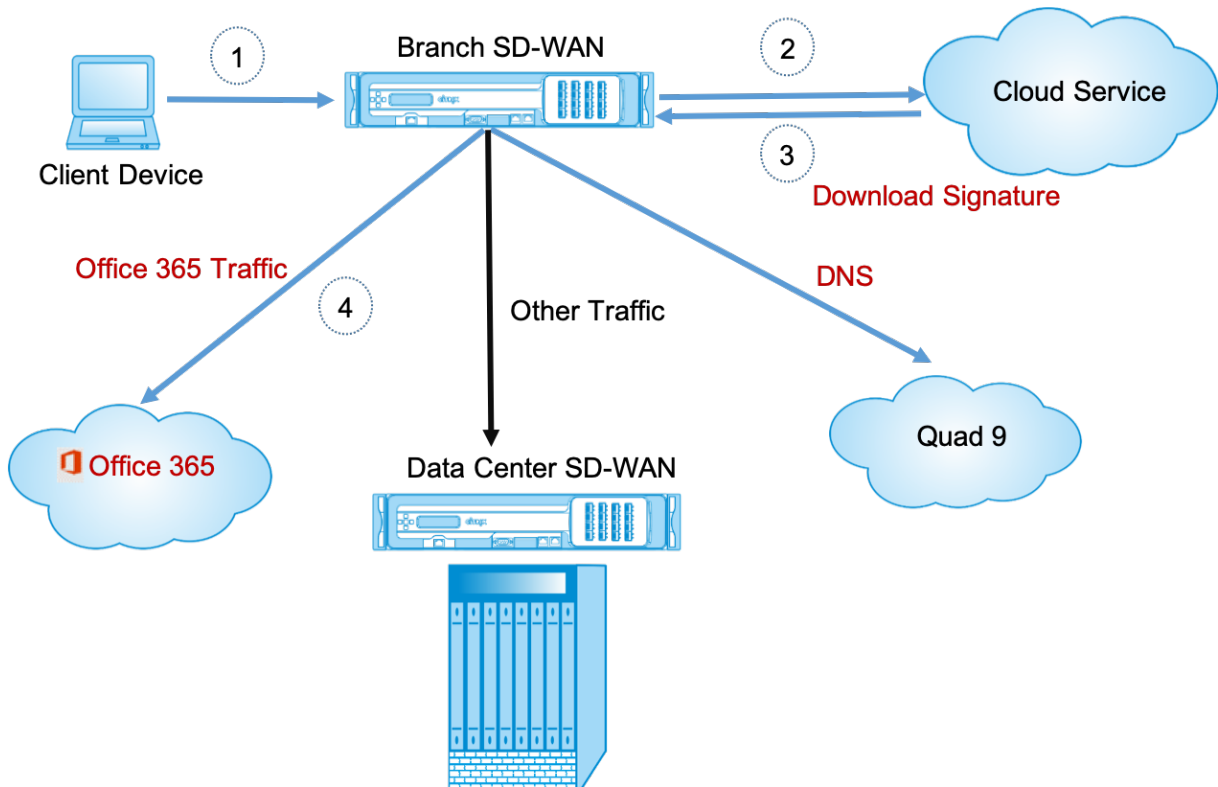 1
Branch SD-WAN
2
Cloud Service
Client Device
3
Download Signature
Office 365 Traffic
4
Other Traffic
DNS
Office 365
Quad 9
Data Center SD-WAN